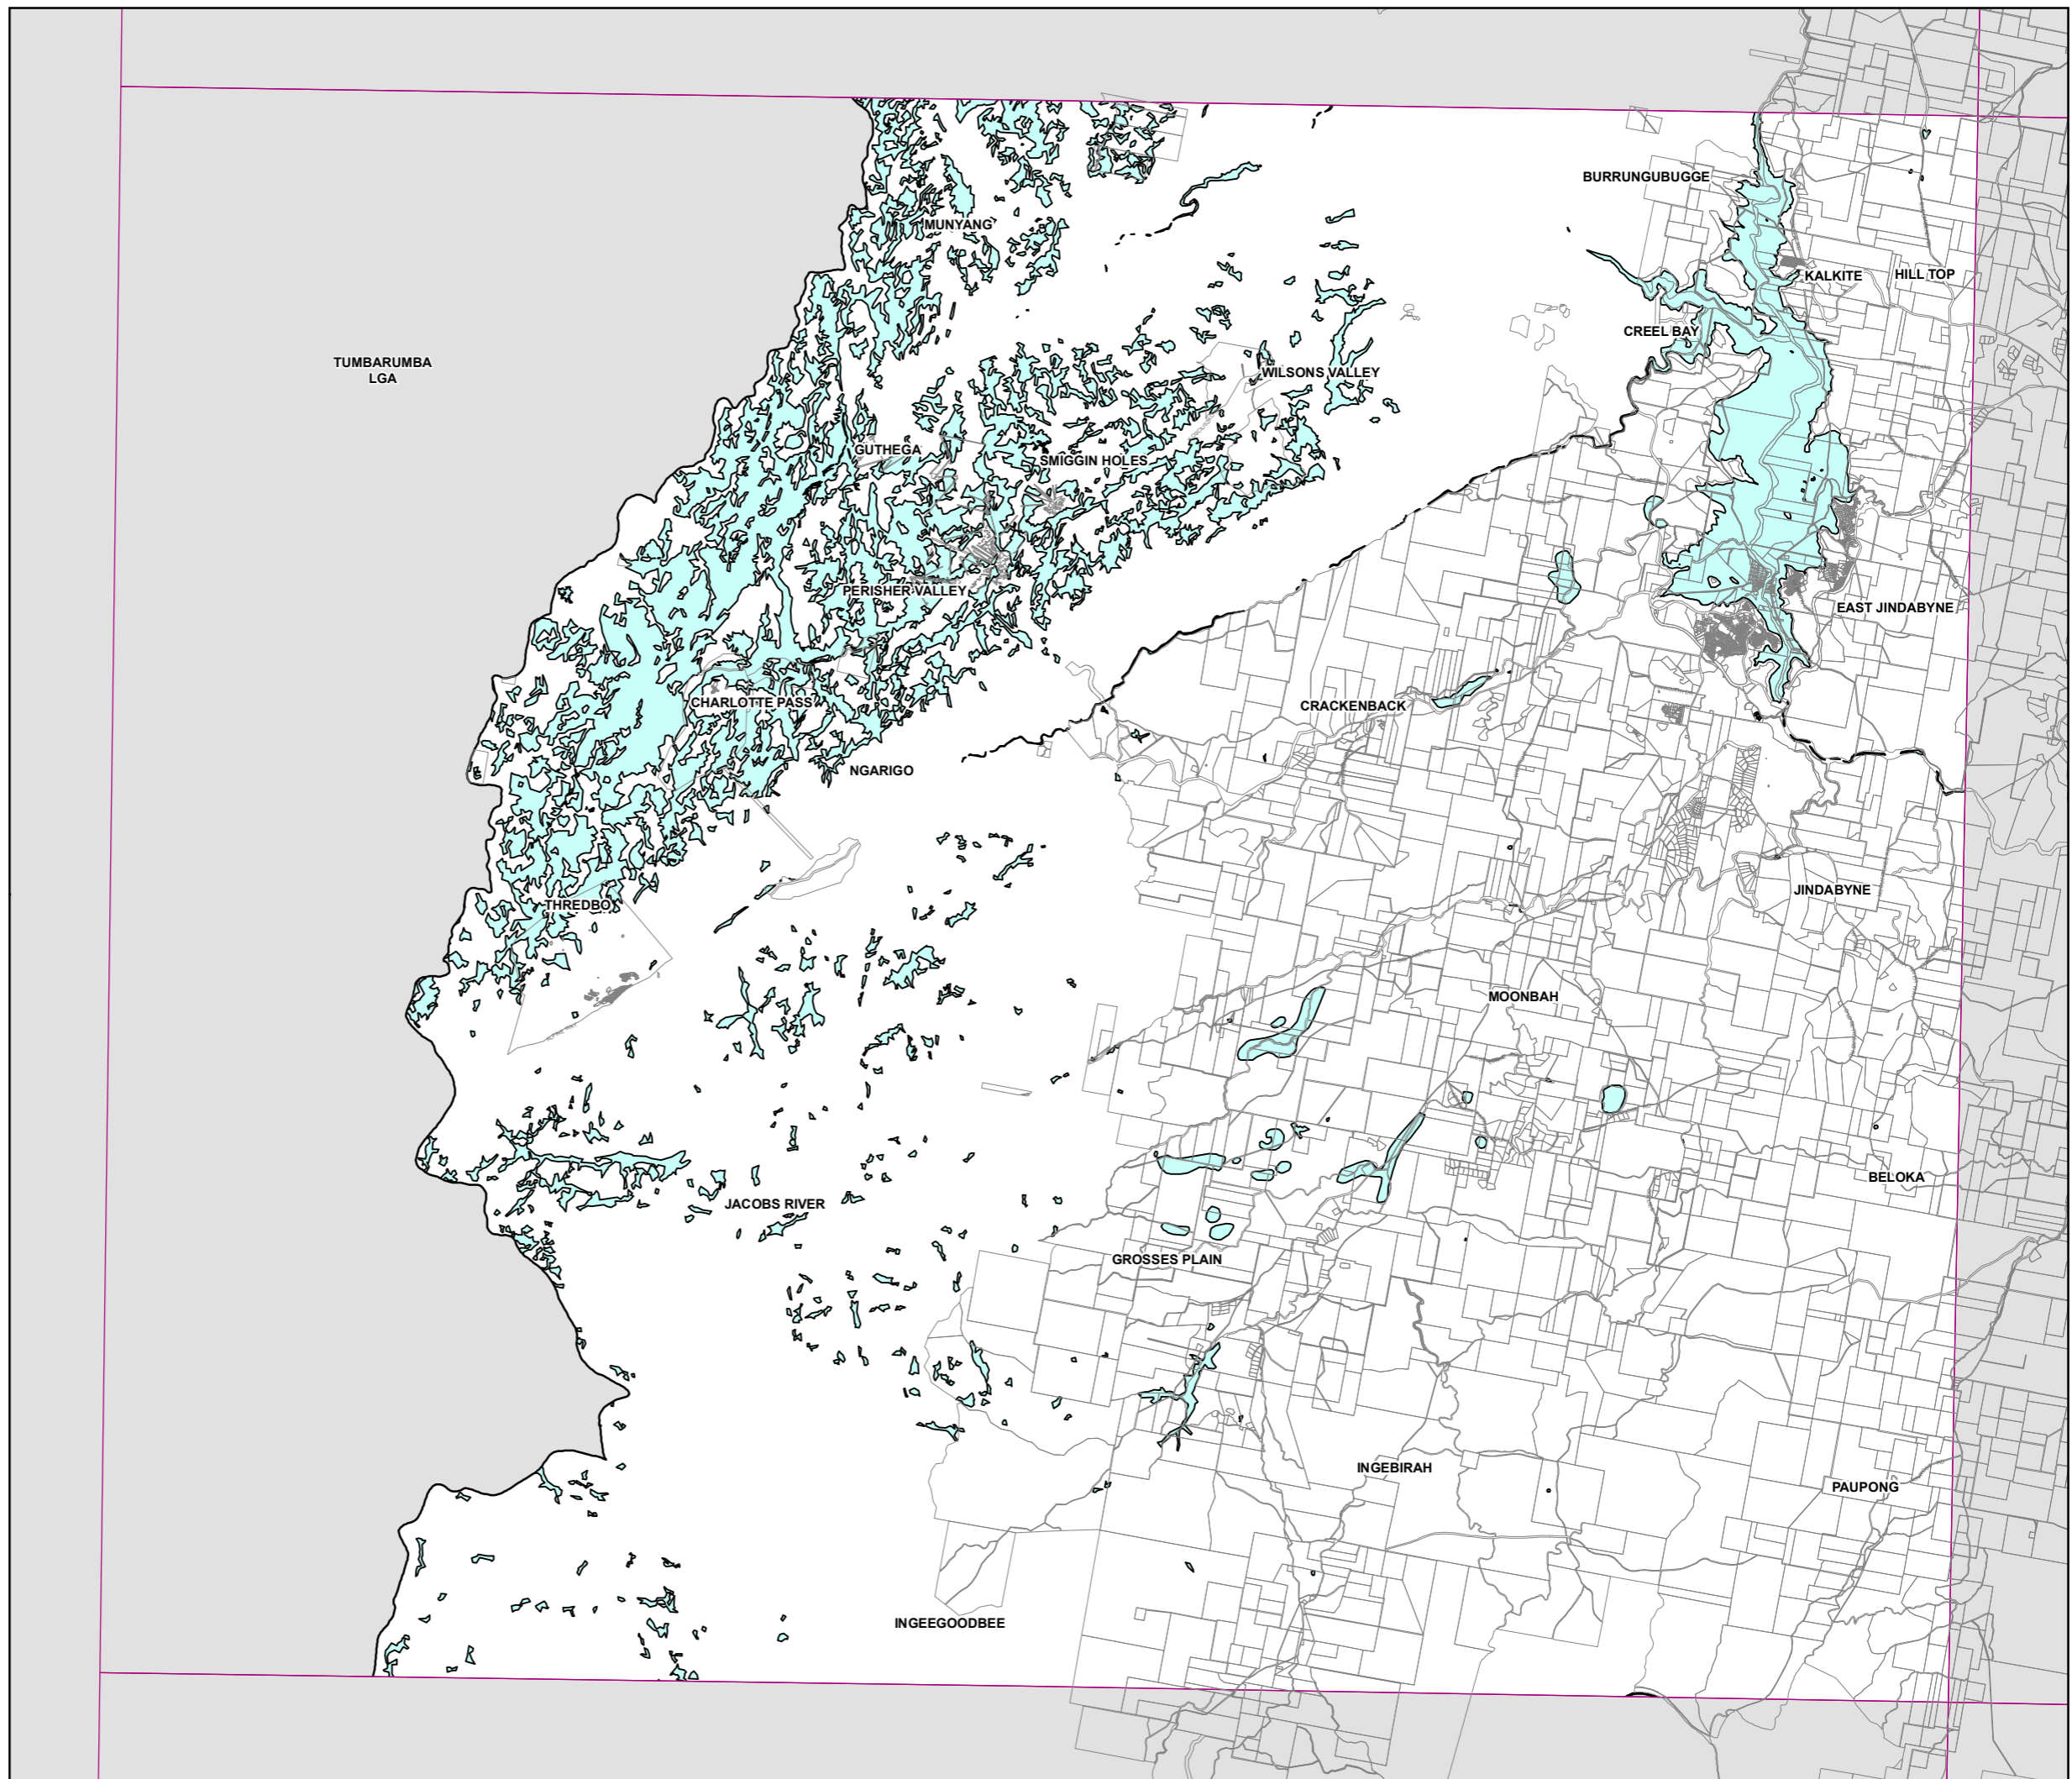 BURRUNGUBUGGE
MUNYANG
KALKITE
HILL TOP
CREEL BAY
TUMBARUMBA
LGA
WILSONS VALLEY
GUTHEGA
SMIGGIN HOLES
PERISHER VALLEY
EAST JINDABYNE
CHARLOTTE PASS
CRACKENBACK
NGARIGO
JINDABYNE
THREDBO
MOONBAH
BELOKA
JACOBS RIVER
GROSSES PLAIN
INGEBIRAH
PAUPONG
INGEEGOODBEE